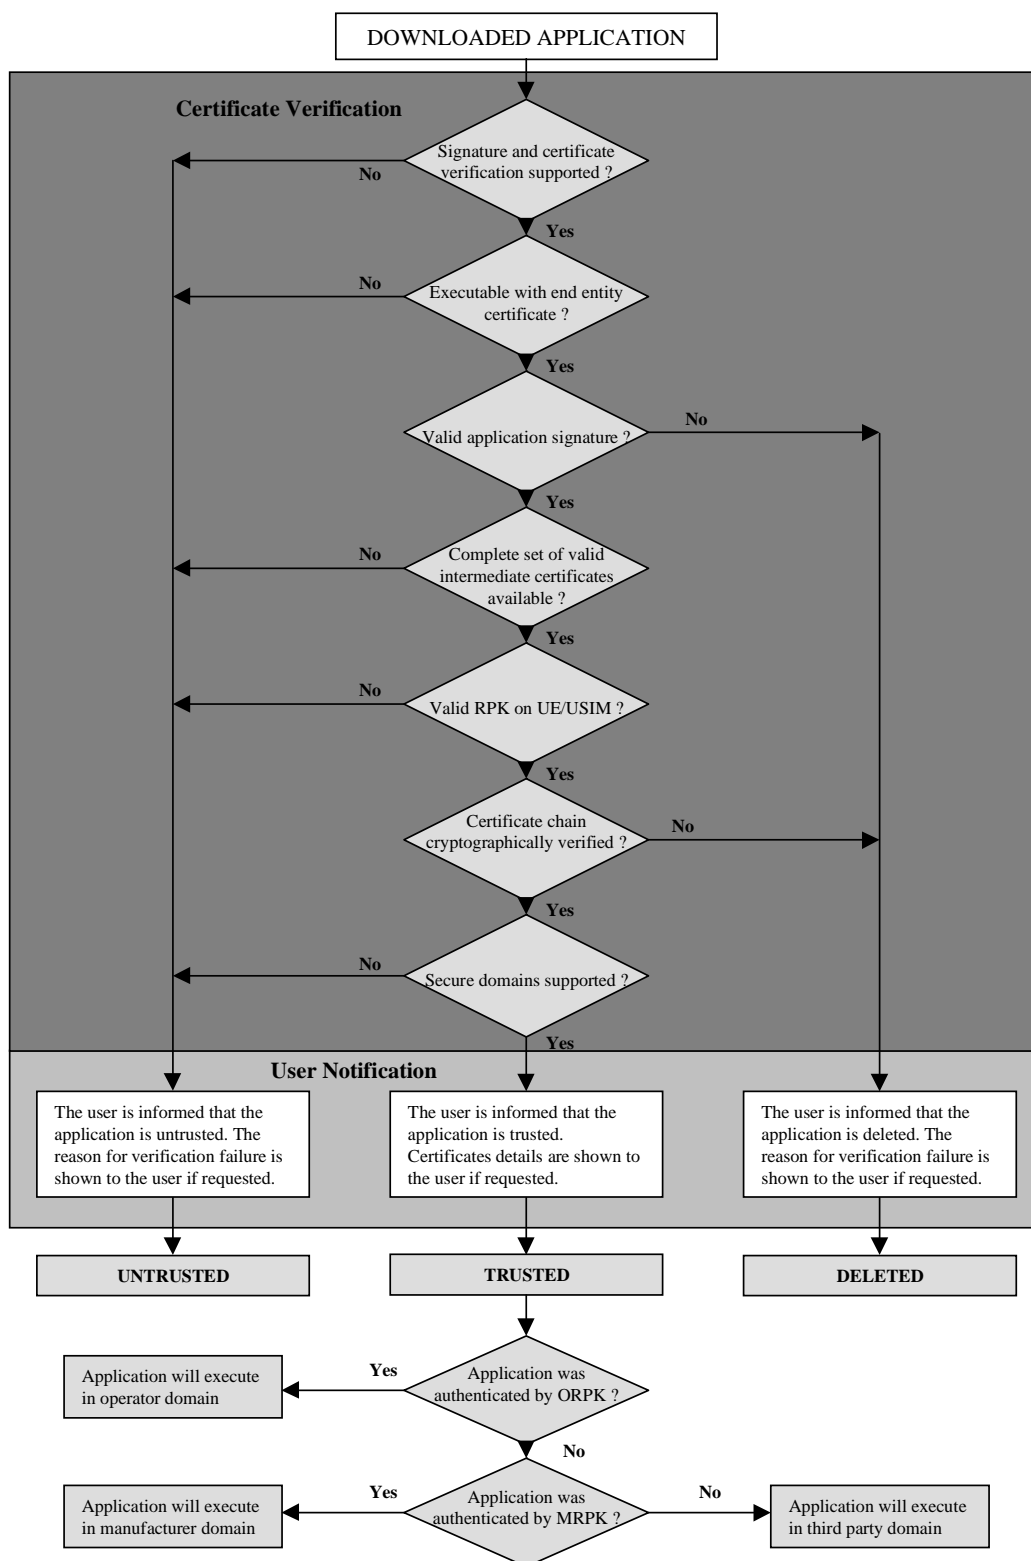 DOWNLOADED APPLICATION
Certificate Verification
Signature and certificate
verification supported ?
No
Yes
No
Executable with end entity
certificate ?
Yes
No
Valid application signature ?
Yes
No
Complete set of valid
intermediate certificates
available ?
Yes
No
Valid RPK on UE/USIM ?
Yes
Certificate chain
cryptographically verified ?
No
Yes
No
Secure domains supported ?
Yes
User Notification
The user is informed that the
application is untrusted. The
reason for verification failure is
shown to the user if requested.
The user is informed that the
application is trusted.
Certificates details are shown to
the user if requested.
The user is informed that the
application is deleted. The
reason for verification failure is
shown to the user if requested.
UNTRUSTED
TRUSTED
DELETED
Application will execute
in operator domain
Yes
Application was
authenticated by ORPK ?
No
Application will execute
in manufacturer domain
Yes
Application was
authenticated by MRPK ?
No
Application will execute
in third party domain